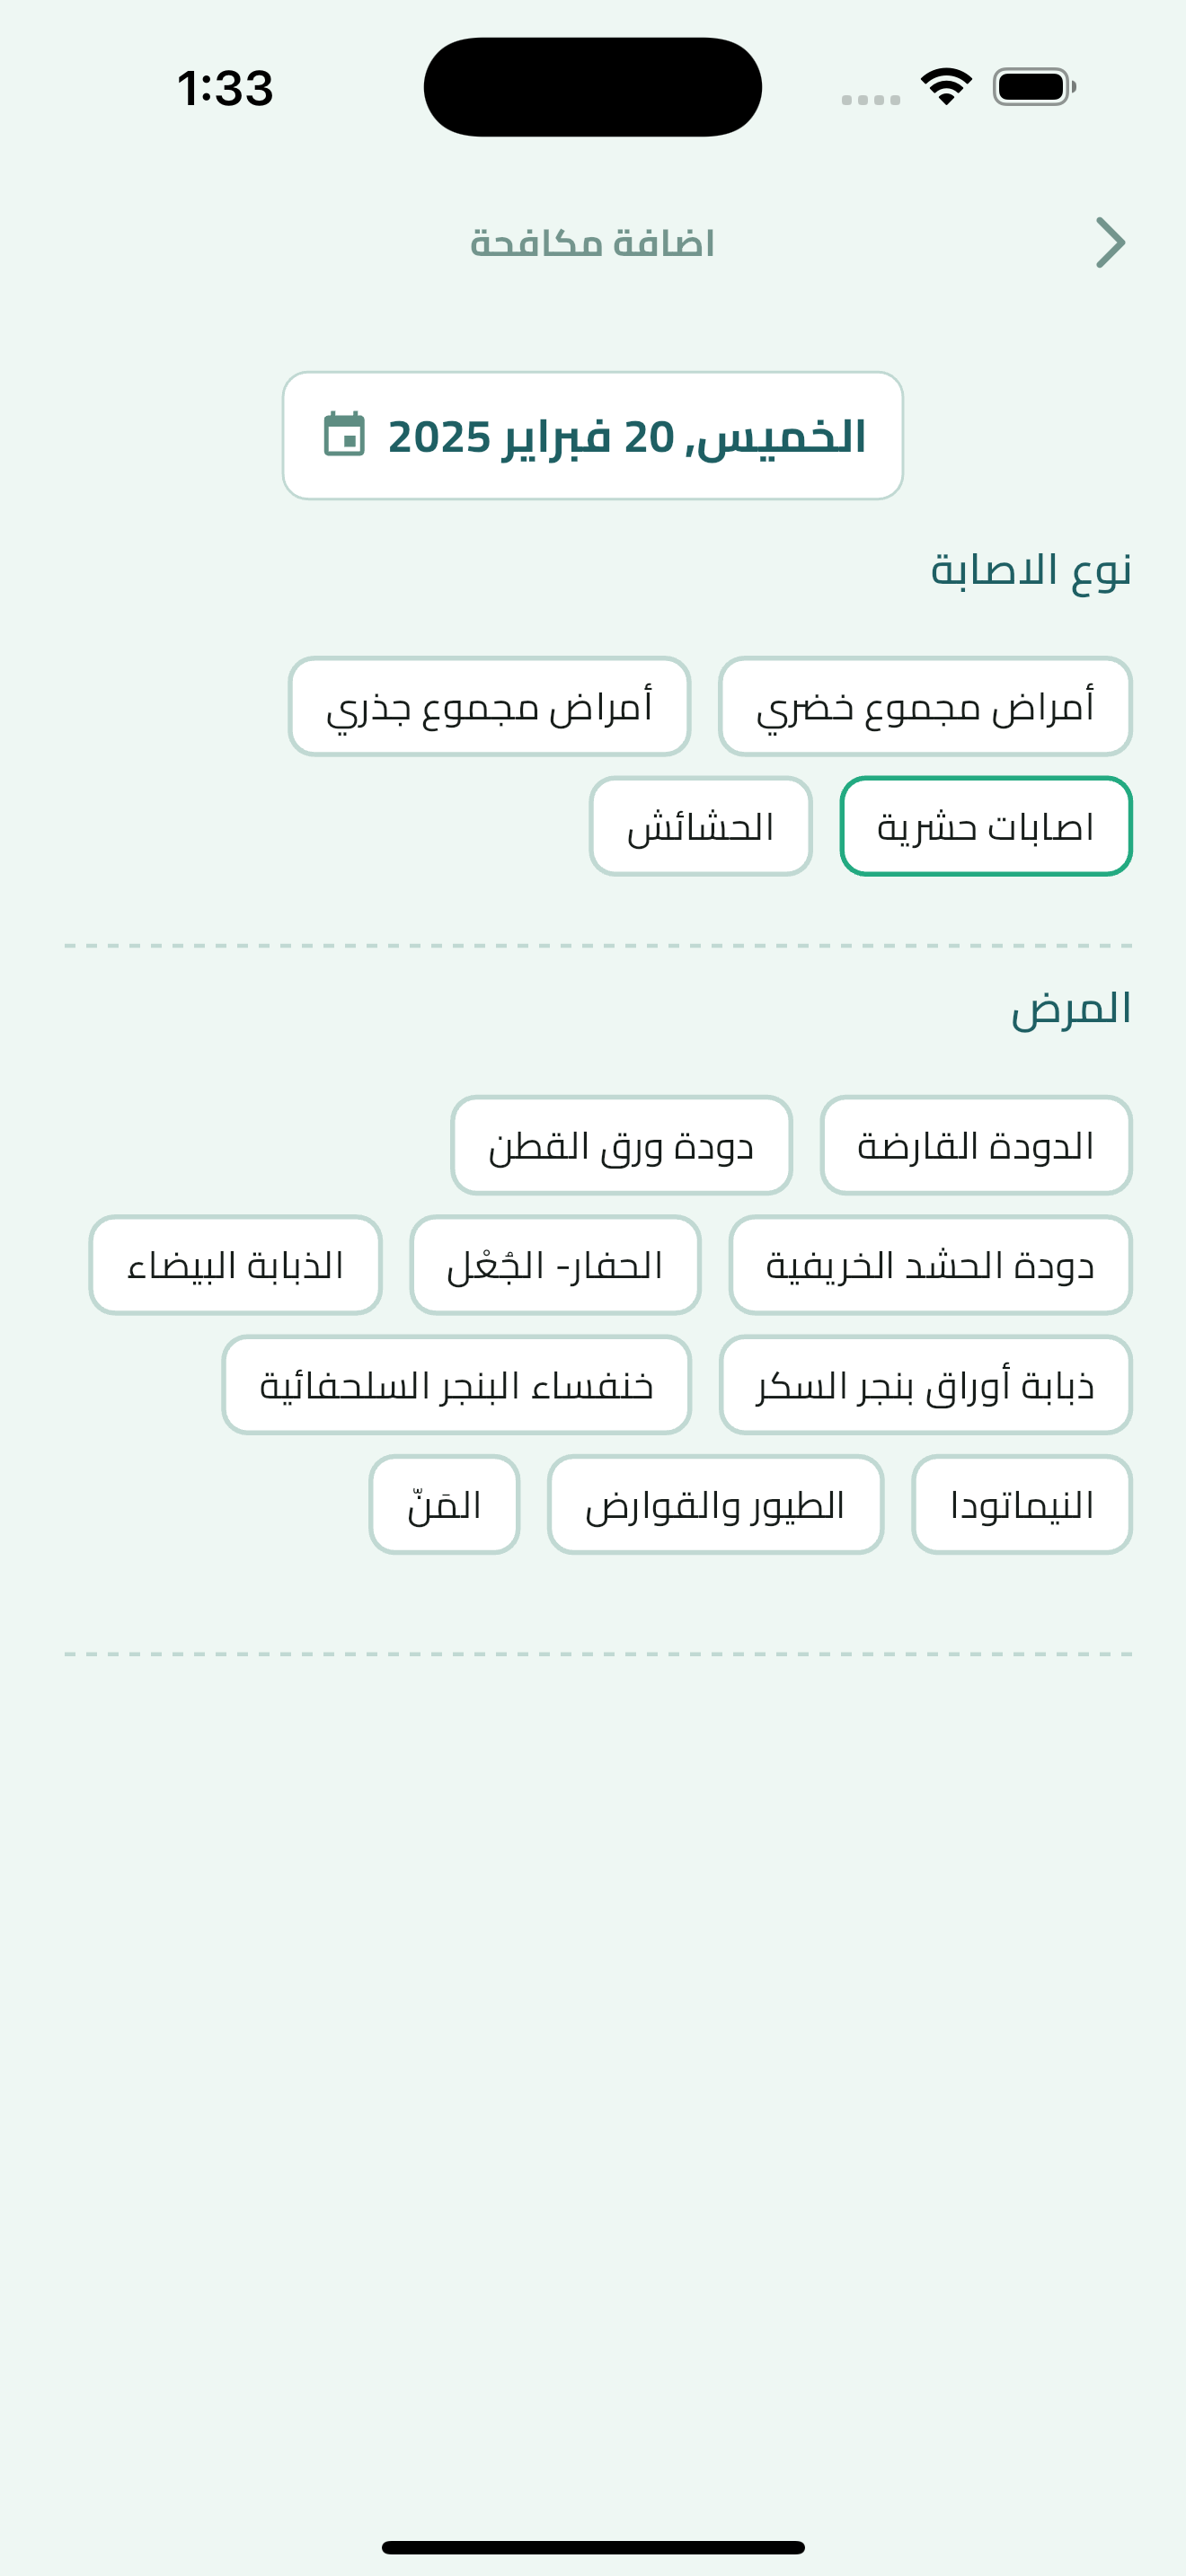 1:33
اضافة مكافحة
الخميس, 20 فبراير 2025
نوع الاصابة
أمراض مجموع خضري
أمراض مجموع جذري
اصابات حشرية
الحشائش
المرض
الدودة القارضة
دودة ورق القطن
دودة الحشد الخريفية
الحفار- الجُعْل
الذبابة البيضاء
ذبابة أوراق بنجر السكر
خنفساء البنجر السلحفائية
النيماتودا
الطيور والقوارض
المَنّ